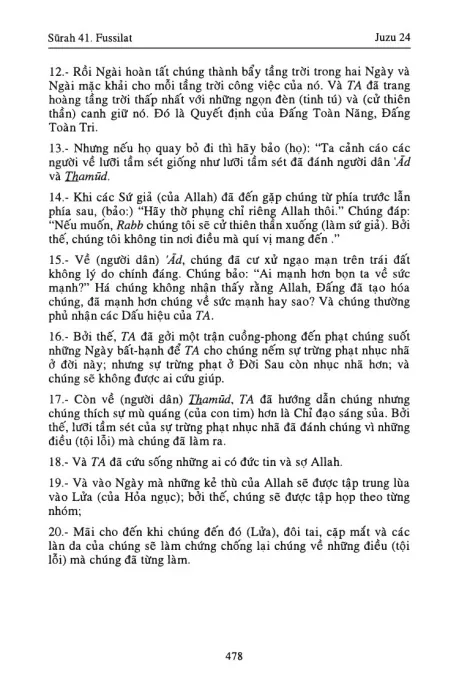 Sūrah 41. Fussilat Juzu 24
12.- Rồi Ngài hoàn tất chúng thành bẩy tầng trời trong hai Ngày và
Ngài mặc khải cho mỗi tầng trời công việc của nó. Và TA đã trang
hoàng tầng trời thấp nhất với những ngọn đèn (tinh tú) và (cử thiên
thần) canh giữ nó. Đó là Quyết định của Đấng Toàn Năng, Đấng
Toàn Tri.
13.- Nhưng nếu họ quay bỏ đi thì hãy bảo (họ): “Ta cảnh cáo các
người về lưỡi tầm sét giống như lưỡi tầm sét đã đánh người dân 'Ād
và Thamūd.
14.- Khi các Sứ giả (của Allah) đã đến gặp chúng từ phía trước lẫn
phía sau, (bảo:) “Hãy thờ phụng chỉ riêng Allah thôi.” Chúng đáp:
“Nếu muốn, Rabb chúng tôi sẽ cử thiên thần xuống (làm sứ giả). Bởi
thế, chúng tôi không tin nơi điều mà quí vị mang đến .”
15.- Về (người dân) 'Ād, chúng đã cư xử ngạo mạn trên trái đất
không lý do chính đáng. Chúng bảo: “Ai mạnh hơn bọn ta về sức
mạnh?” Há chúng không nhận thấy rằng Allah, Đấng đã tạo hóa
chúng, đã mạnh hơn chúng về sức mạnh hay sao? Và chúng thường
phủ nhận các Dấu hiệu của TA.
16.- Bởi thế, TA đã gởi một trận cuồng-phong đến phạt chúng suốt
những Ngày bất-hạnh để TA cho chúng nếm sự trừng phạt nhục nhã
ở đời này; nhưng sự trừng phạt ở Đời Sau còn nhục nhã hơn; và
chúng sẽ không được ai cứu giúp.
17.- Còn về (người dân) Thamūd, TA đã hướng dẫn chúng nhưng
chúng thích sự mù quáng (của con tim) hơn là Chỉ đạo sáng sủa. Bởi
thế, lưỡi tầm sét của sự trừng phạt nhục nhã đã đánh chúng vì những
điều (tội lỗi) mà chúng đã làm ra.
18.- Và TA đã cứu sống những ai có đức tin và sợ Allah.
19.- Và vào Ngày mà những kẻ thù của Allah sẽ được tập trung lùa
vào Lửa (của Hỏa ngục); bởi thế, chúng sẽ được tập họp theo từng
nhóm;
20.- Mãi cho đến khi chúng đến đó (Lửa), đôi tai, cặp mắt và các
làn da của chúng sẽ làm chứng chống lại chúng về những điều (tội
lỗi) mà chúng đã từng làm.
478